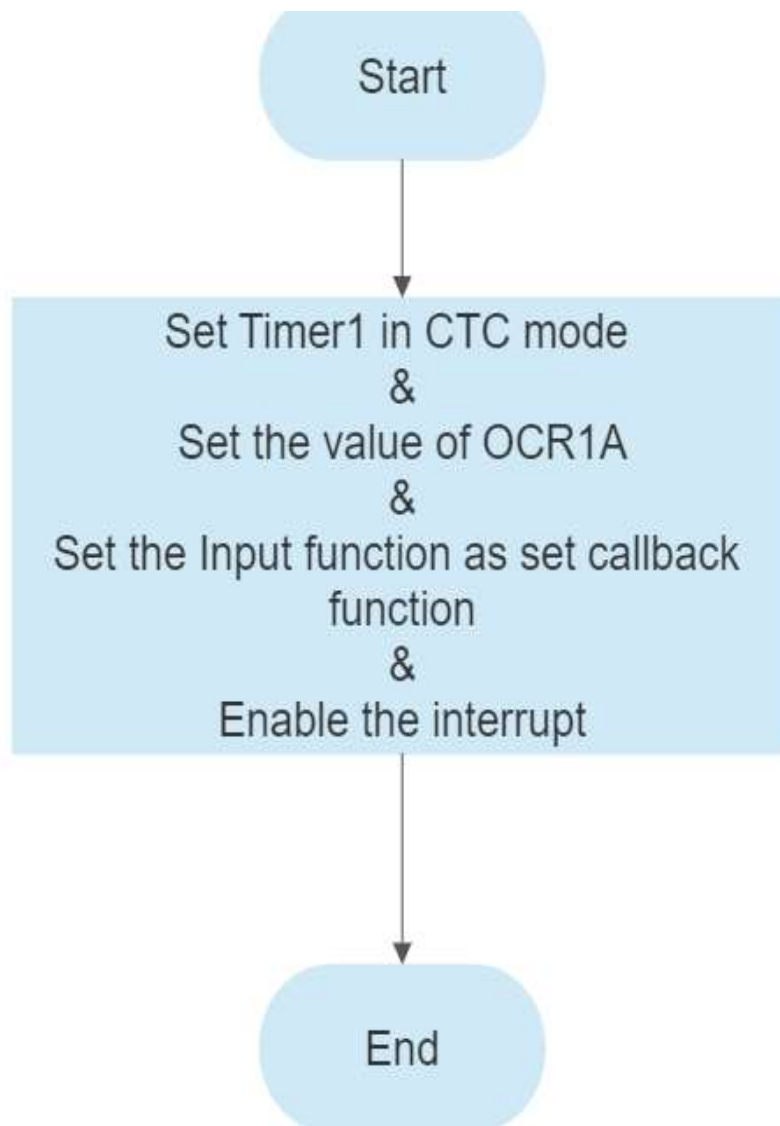 Start
Set Timer1 in CTC mode
&
Set the value of OCR1A
&
Set the Input function as set callback
function
&
Enable the interrupt
End